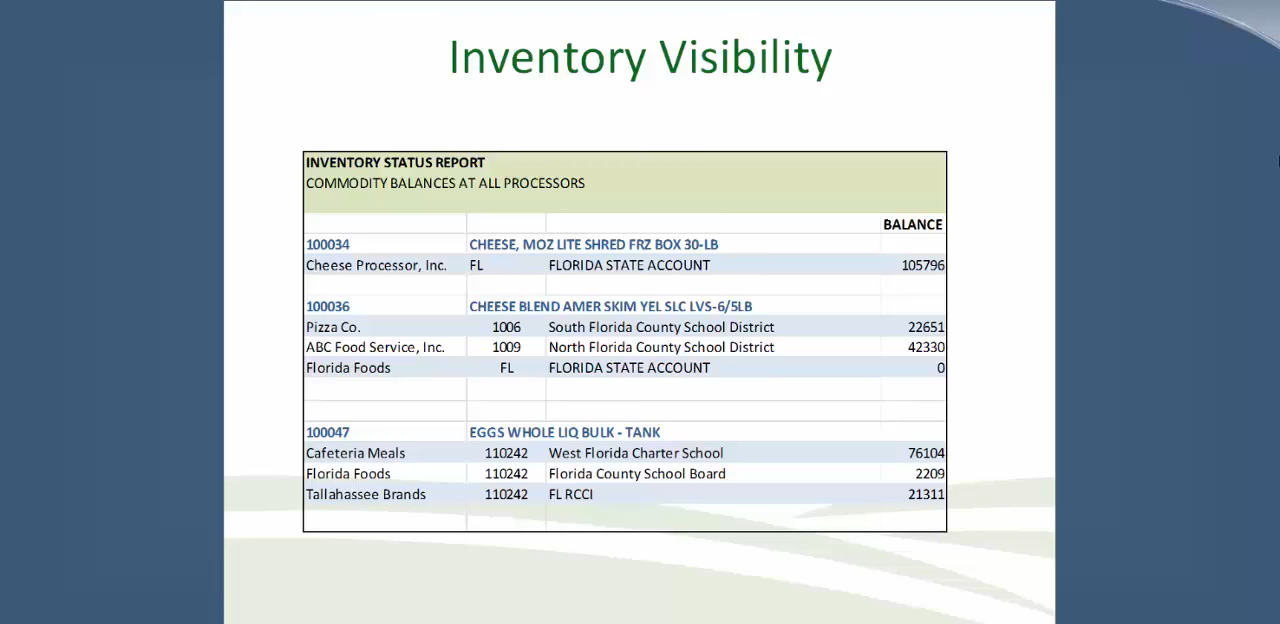 Inventory Visibility
INVENTORY STATUS REPORT
COMMODITY BALANCES AT ALL PROCESSORS
BALANCE
100034 CHEESE, MOZ LITE SHRED FRZ BOX 30-LB
Cheese Processor, Inc. FL FLORIDA STATE ACCOUNT 105796
100036 CHEESE BLEND AMER SKIM YEL SLC LVS-6/5LB
Pizza Co. 1006 South Florida County School District 22651
ABC Food Service, Inc. 1009 North Florida County School District 42330
Florida Foods FL FLORIDA STATE ACCOUNT 0
100047 EGGS WHOLE LIQ BULK - TANK
Cafeteria Meals 110242 West Florida Charter School 76104
Florida Foods 110242 Florida County School Board 2209
Tallahassee Brands 110242 FL RCCI 21311